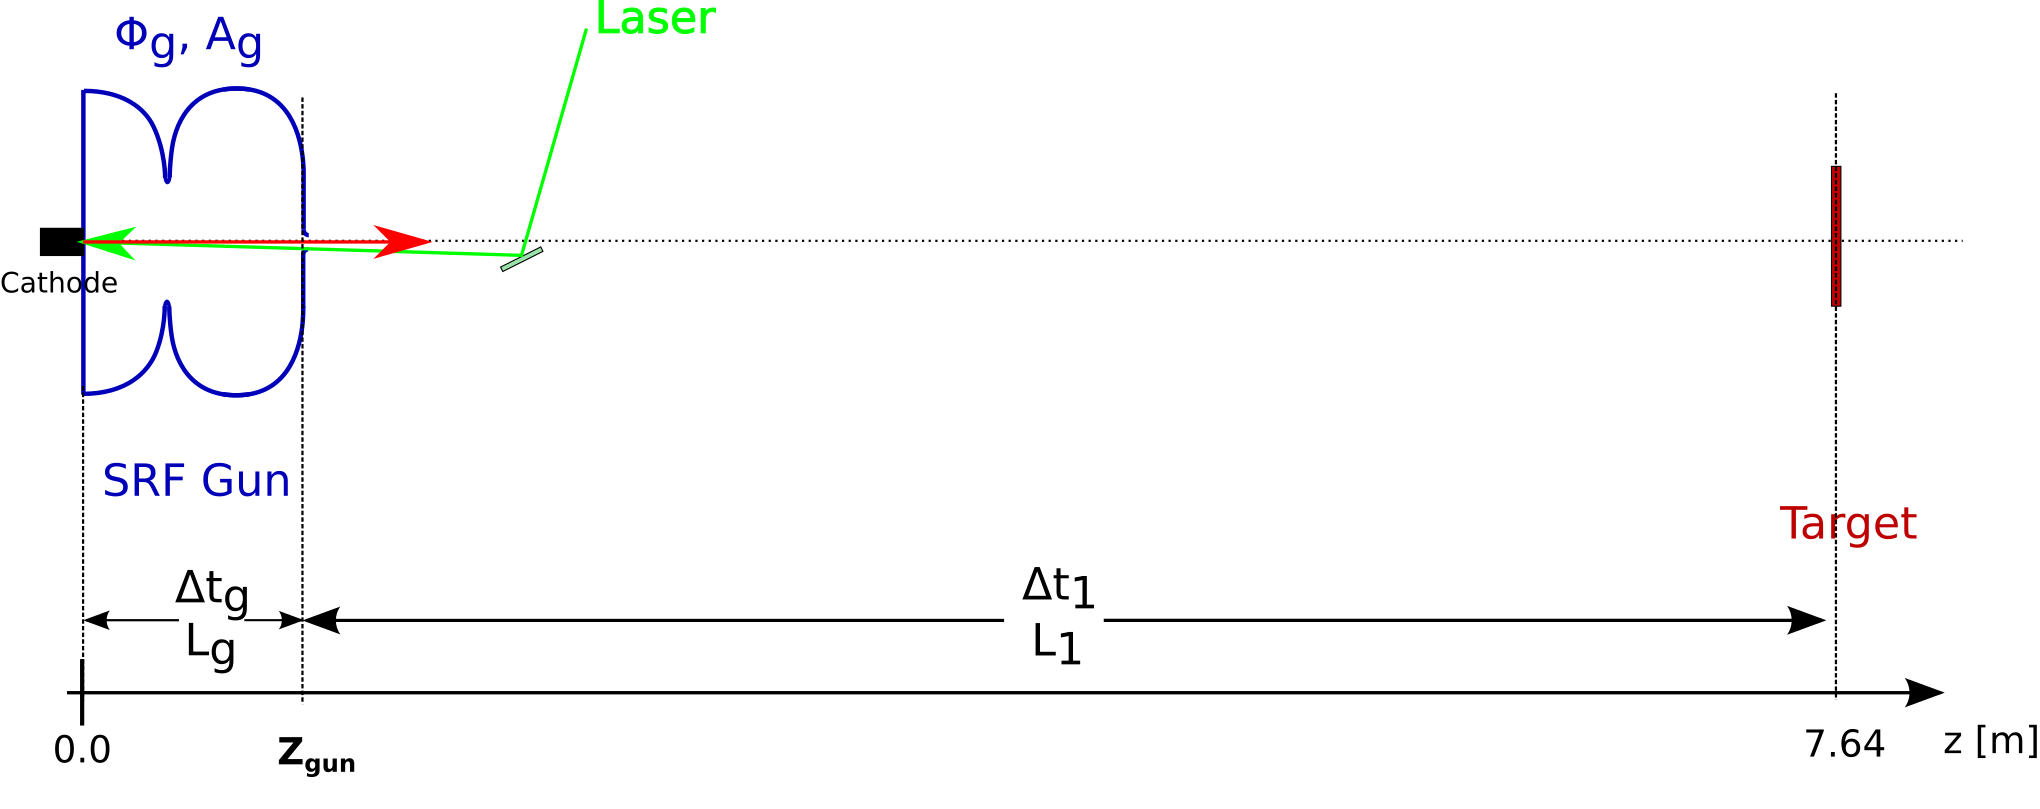 Laser
Φg, Ag
Cathode
SRF Gun
Target
Δtg
Lg
Δt1
L1
0.0
Zgun
7.64
z [m]